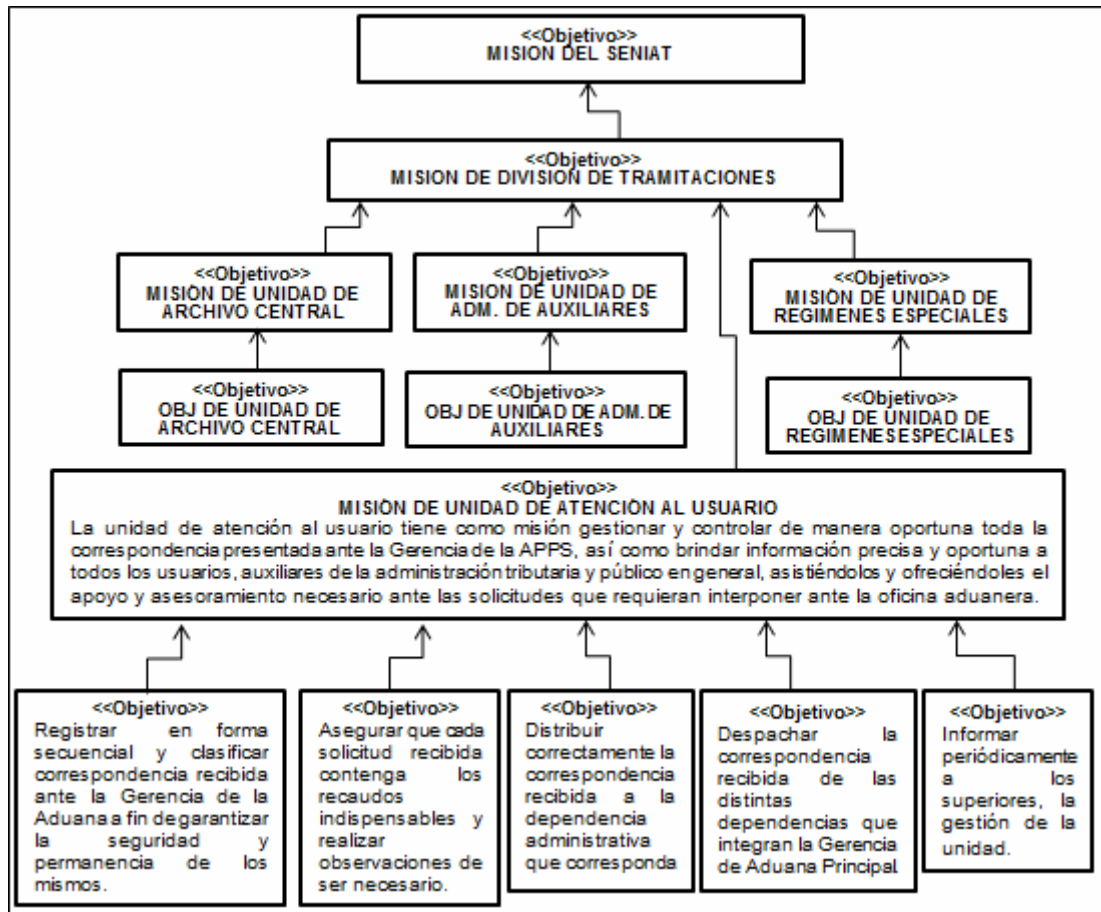 <<Objetivo>>
MISION DEL SENIAT
<<Objetivo>>
MISION DE DIVISION DE TRAMITACIONES
<<Objetivo>>
MISIÓN DE UNIDAD DE
ARCHIVO CENTRAL
<<Objetivo>>
MISION DE UNIDAD DE
ADM. DE AUXILIARES
<<Objetivo>>
MISIÓN DE UNIDAD DE
REGIMENES ESPECIALES
<<Objetivo>>
OBJ DE UNIDAD DE
ARCHIVO CENTRAL
<<Objetivo>>
OBJ DE UNIDAD DE ADM. DE
AUXILIARES
<<Objetivo>>
OBJ DE UNIDAD DE
REGIMENES ESPECIALES
<<Objetivo>>
MISIÓN DE UNIDAD DE ATENCIÓN AL USUARIO
La unidad de atención al usuario tiene como misión gestionar y controlar de manera oportuna toda la
correspondencia presentada ante la Gerencia de la APPS, así como brindar información precisa y oportuna a
todos los usuarios, auxiliares de la administración tributaria y público en general, asistiéndolos y ofreciéndoles el
apoyo y asesoramiento necesario ante las solicitudes que requieran interponer ante la oficina aduanera.
<<Objetivo>>
Registrar en forma
secuencial y clasificar
correspondencia recibida
ante la Gerencia de la
Aduana a fin de garantizar
la seguridad y
permanencia de los
mismos.
<<Objetivo>>
Asegurar que cada
solicitud recibida
contenga los
recaudos
indispensables y
realizar
observaciones de
ser necesario.
<<Objetivo>>
Distribuir
correctamente la
correspondencia
recibida a la
dependencia
administrativa
que corresponda
<<Objetivo>>
Despachar la
correspondencia
recibida de las
distintas
dependencias que
integran la Gerencia
de Aduana Principal
<<Objetivo>>
Informar
periódicamente
a los
superiores, la
gestión de la
unidad.